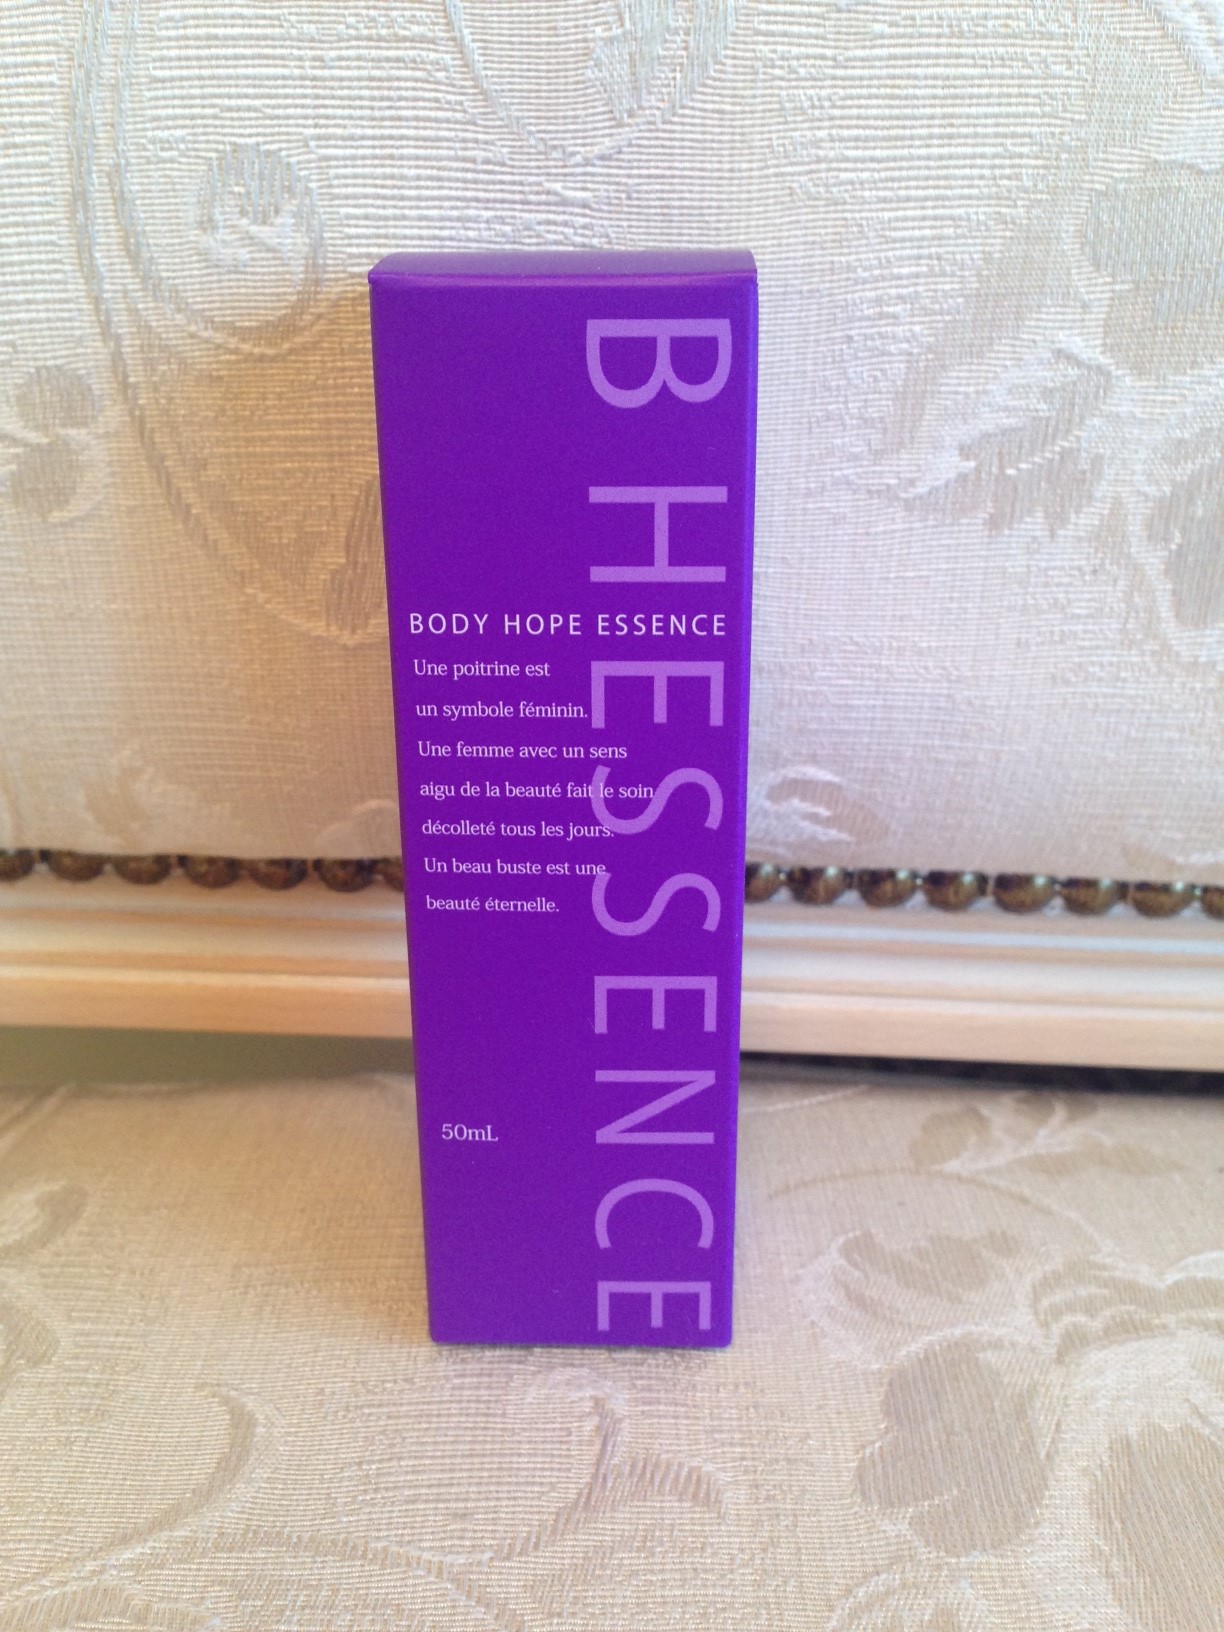 B H ESSENCE
BODY HOPE ESSENCE
Une poitrine est
un symbole féminin.
Une femme avec un sens
aigu de la beauté fait le soin
décolleté tous les jours.
Un beau buste est une
beauté éternelle.
50mL